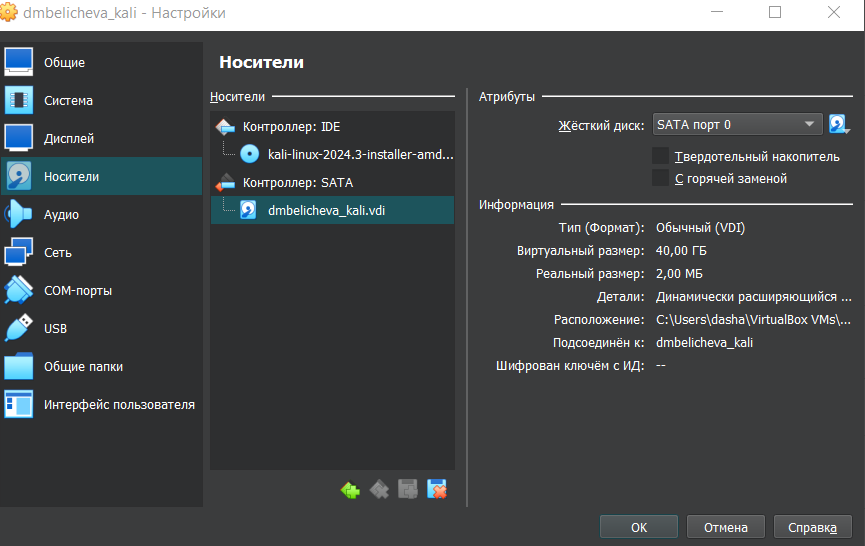 dmbelicheva_kali - Настройки
Общие
Система
Дисплей
Носители
Аудио
Сеть
COM-порты
USB
Общие папки
Интерфейс пользователя
Носители
Носители
Контроллер: IDE
kali-linux-2024.3-installer-amd...
Контроллер: SATA
dmbelicheva_kali.vdi
Атрибуты
Жёсткий диск: SATA порт 0
Твердотельный накопитель
С горячей заменой
Информация
Тип (Формат): Обычный (VDI)
Виртуальный размер: 40,00 ГБ
Реальный размер: 2,00 МБ
Детали: Динамически расширяющийся ...
Расположение: C:\Users\dasha\VirtualBox VMs\...
Подсоединён к: dmbelicheva_kali
Шифрован ключём с ИД: --
OK Отмена Справка